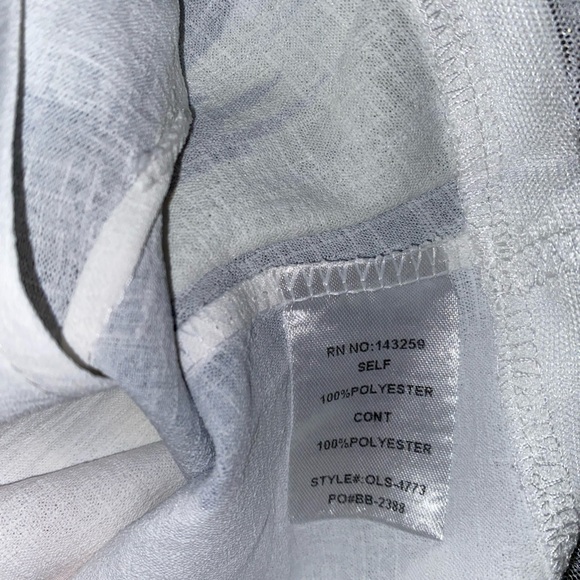 RN NO:143259
SELF
100%POLYESTER
CONT
100%POLYESTER
STYLE#:OLS-4773
PO#BB-2388